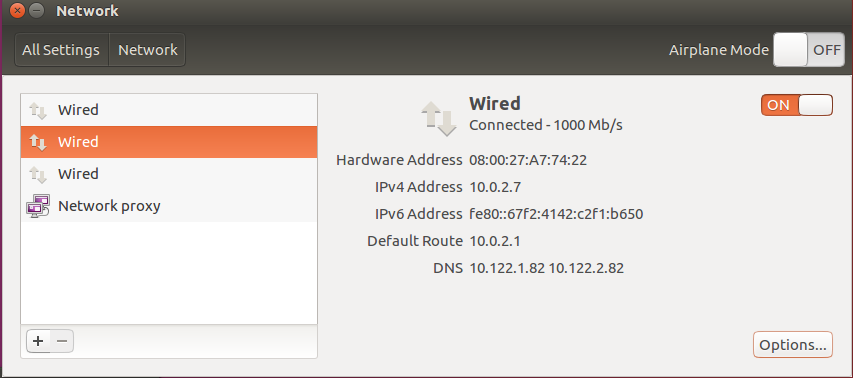 Network
All Settings Network Airplane Mode OFF
Wired
Wired
Wired
Network proxy
Wired ON
Connected - 1000 Mb/s
Hardware Address 08:00:27:A7:74:22
IPv4 Address 10.0.2.7
IPv6 Address fe80::67f2:4142:c2f1:b650
Default Route 10.0.2.1
DNS 10.122.1.82 10.122.2.82
+ −
Options...